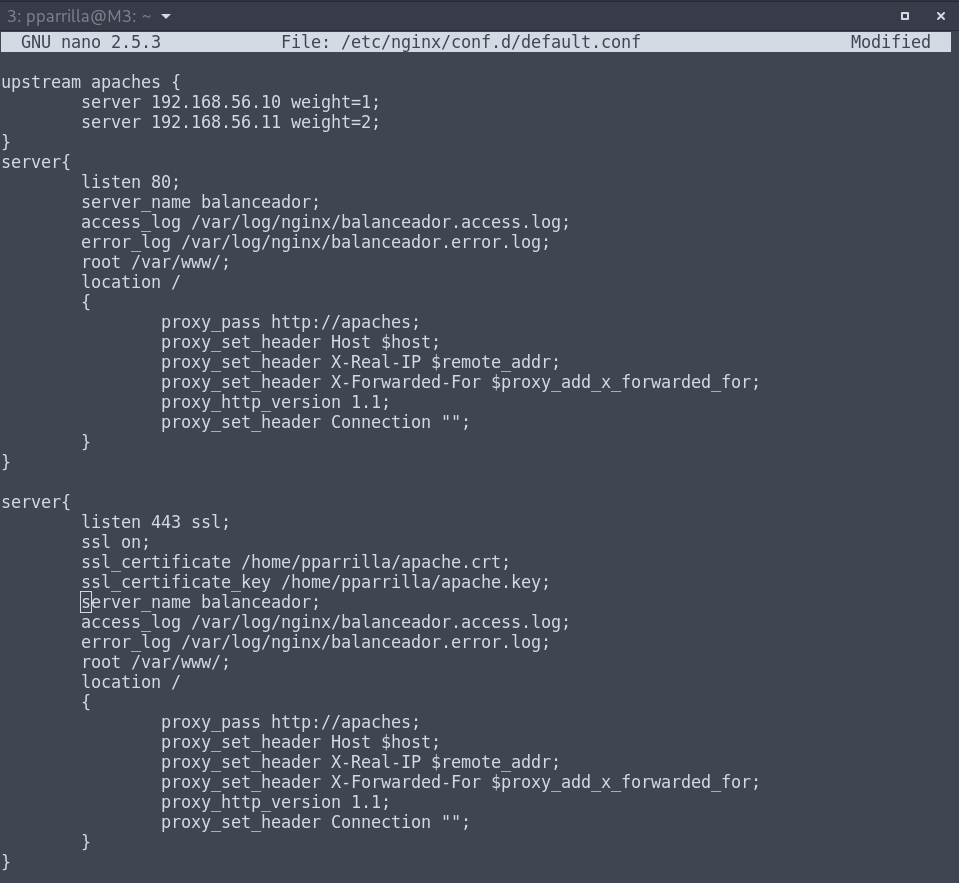 3: pparrilla@M3: ~
GNU nano 2.5.3 File: /etc/nginx/conf.d/default.conf Modified
upstream apaches {
        server 192.168.56.10 weight=1;
        server 192.168.56.11 weight=2;
}
server{
        listen 80;
        server_name balanceador;
        access_log /var/log/nginx/balanceador.access.log;
        error_log /var/log/nginx/balanceador.error.log;
        root /var/www/;
        location /
        {
                proxy_pass http://apaches;
                proxy_set_header Host $host;
                proxy_set_header X-Real-IP $remote_addr;
                proxy_set_header X-Forwarded-For $proxy_add_x_forwarded_for;
                proxy_http_version 1.1;
                proxy_set_header Connection "";
        }
}
server{
        listen 443 ssl;
        ssl on;
        ssl_certificate /home/pparrilla/apache.crt;
        ssl_certificate_key /home/pparrilla/apache.key;
        server_name balanceador;
        access_log /var/log/nginx/balanceador.access.log;
        error_log /var/log/nginx/balanceador.error.log;
        root /var/www/;
        location /
        {
                proxy_pass http://apaches;
                proxy_set_header Host $host;
                proxy_set_header X-Real-IP $remote_addr;
                proxy_set_header X-Forwarded-For $proxy_add_x_forwarded_for;
                proxy_http_version 1.1;
                proxy_set_header Connection "";
        }
}